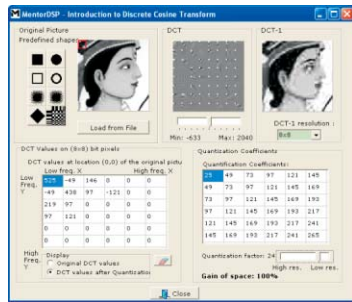 MenterDSP - Introduction to Discrete Cosine Transform
Original Picture
Predefined shapes
Load from File
DCT
Min: -633 Max: 2040
DCT-1
DCT-1 resolution :
8x8
DCT Values on (8x8) bit pixels
DCT values at location (0,0) of the original pictu
Low freq. X High freq. X
Low
Freq.
Y
525 -49 146 0 0 0
-49 438 97 -121 0 0
219 97 0 0 0 0
97 121 0 0 0 0
0 0 0 0 0 0
0 0 0 0 0 0
High
Freq.
Y
Display
Original DCT values
DCT values after Quantization
Quantication Coefficients
Quantification Coefficients:
25 49 73 97 121 145
49 73 97 121 145 169
73 97 121 145 169 193
97 121 145 169 193 217
121 145 169 193 217 241
145 169 193 217 241 265
Quantization factor: 24
High res. Low res.
Gain of space: 100%
Close